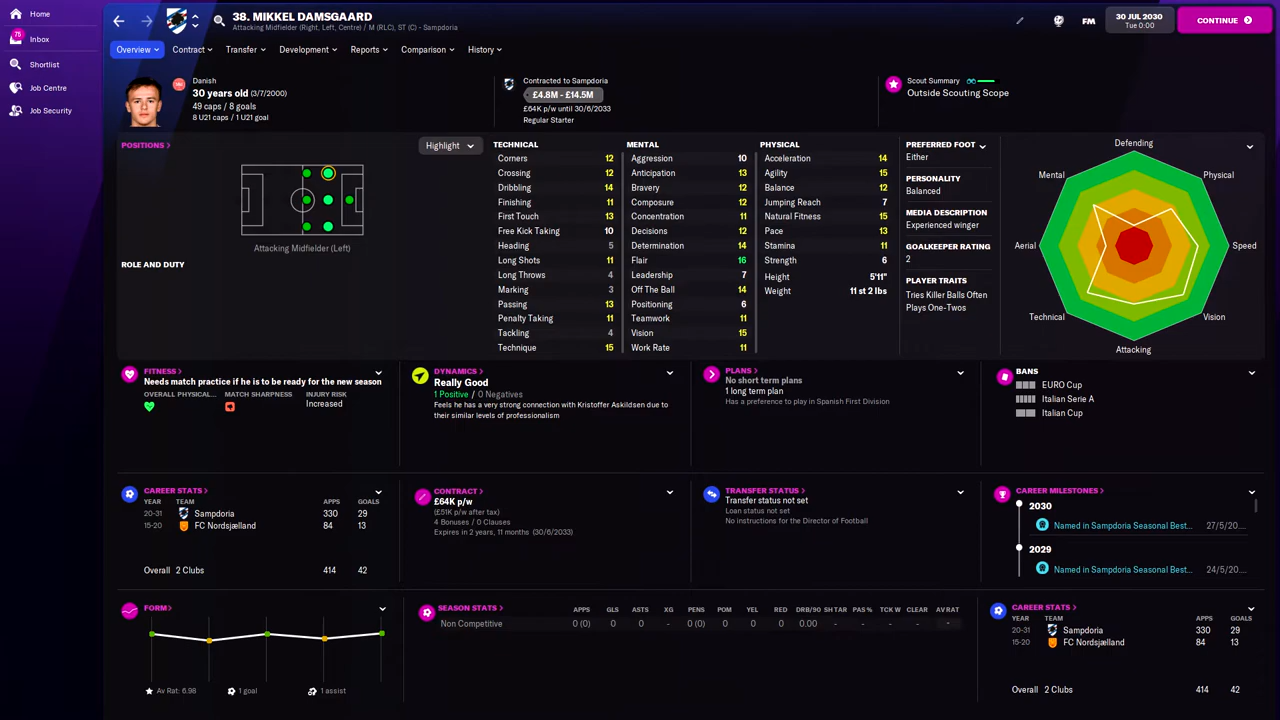 Home
Inbox
75
Shortlist
Job Centre
Job Security
38. MIKKEL DAMSGAARD
Attacking Midfielder (Right, Left, Centre) / M (RLC), ST (C) - Sampdoria
FM
30 JUL 2030
Tue 0:00
CONTINUE
Overview
Contract
Transfer
Development
Reports
Comparison
History
Danish
30 years old (3/7/2000)
49 caps / 8 goals
8 U21 caps / 1 U21 goal
Contracted to Sampdoria
£4.8M - £14.5M
£64K p/w until 30/6/2033
Regular Starter
Scout Summary
Outside Scouting Scope
POSITIONS >
Highlight
Attacking Midfielder (Left)
ROLE AND DUTY
TECHNICAL
Corners 12
Crossing 12
Dribbling 14
Finishing 11
First Touch 13
Free Kick Taking 10
Heading 5
Long Shots 11
Long Throws 4
Marking 3
Passing 13
Penalty Taking 11
Tackling 4
Technique 15
MENTAL
Aggression 10
Anticipation 13
Bravery 12
Composure 12
Concentration 11
Decisions 12
Determination 14
Flair 16
Leadership 7
Off The Ball 14
Positioning 6
Teamwork 11
Vision 15
Work Rate 11
PHYSICAL
Acceleration 14
Agility 15
Balance 12
Jumping Reach 7
Natural Fitness 15
Pace 13
Stamina 11
Strength 6
Height 5'11"
Weight 11 st 2 lbs
PREFERRED FOOT
Either
PERSONALITY
Balanced
MEDIA DESCRIPTION
Experienced winger
GOALKEEPER RATING
2
PLAYER TRAITS
Tries Killer Balls Often
Plays One-Twos
Defending
Mental
Physical
Aerial
Speed
Technical
Vision
Attacking
FITNESS >
Needs match practice if he is to be ready for the new season
OVERALL PHYSICAL... MATCH SHARPNESS INJURY RISK
Increased
DYNAMICS >
Really Good
1 Positive / 0 Negatives
Feels he has a very strong connection with Kristoffer Askildsen due to
their similar levels of professionalism
PLANS >
No short term plans
1 long term plan
Has a preference to play in Spanish First Division
BANS
EURO Cup
Italian Serie A
Italian Cup
CAREER STATS >
YEAR TEAM APPS GOALS
20-31 Sampdoria 330 29
15-20 FC Nordsjælland 84 13
Overall 2 Clubs 414 42
CONTRACT >
£64K p/w
(£51K p/w after tax)
4 Bonuses / 0 Clauses
Expires in 2 years, 11 months (30/6/2033)
TRANSFER STATUS >
Transfer status not set
Loan status not set
No instructions for the Director of Football
CAREER MILESTONES >
2030
Named in Sampdoria Seasonal Best... 27/5/20....
2029
Named in Sampdoria Seasonal Best... 24/5/20....
FORM >
Av Rat: 6.98 1 goal 1 assist
SEASON STATS > APPS GLS ASTS XG PENS POM YEL RED DRB/90 SH TAR PAS % TCK W CLEAR AV RAT
Non Competitive 0 (0) 0 0 - 0 (0) 0 0 0 0.00 - - - - -
CAREER STATS >
YEAR TEAM APPS GOALS
20-31 Sampdoria 330 29
15-20 FC Nordsjælland 84 13
Overall 2 Clubs 414 42